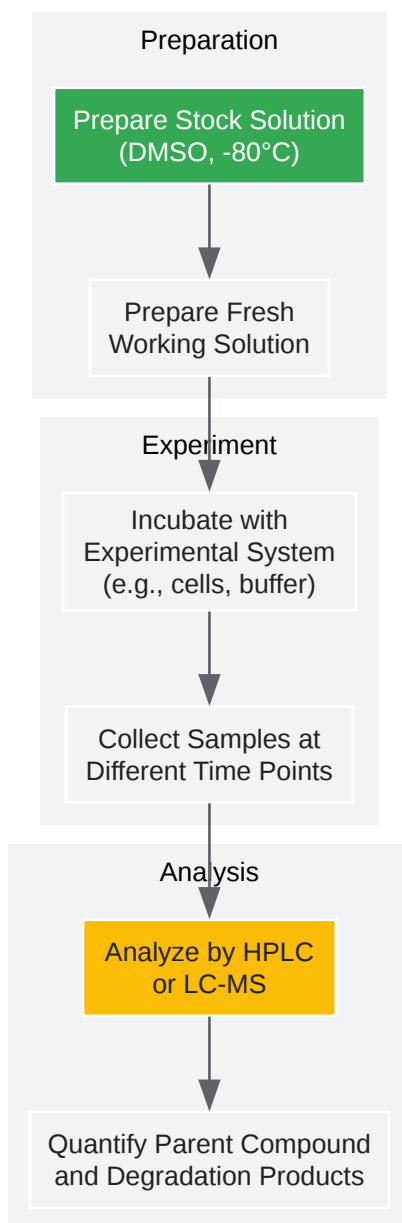 Preparation
Prepare Stock Solution
(DMSO, -80°C)
Prepare Fresh
Working Solution
Experiment
Incubate with
Experimental System
(e.g., cells, buffer)
Collect Samples at
Different Time Points
Analysis
Analyze by HPLC
or LC-MS
Quantify Parent Compound
and Degradation Products